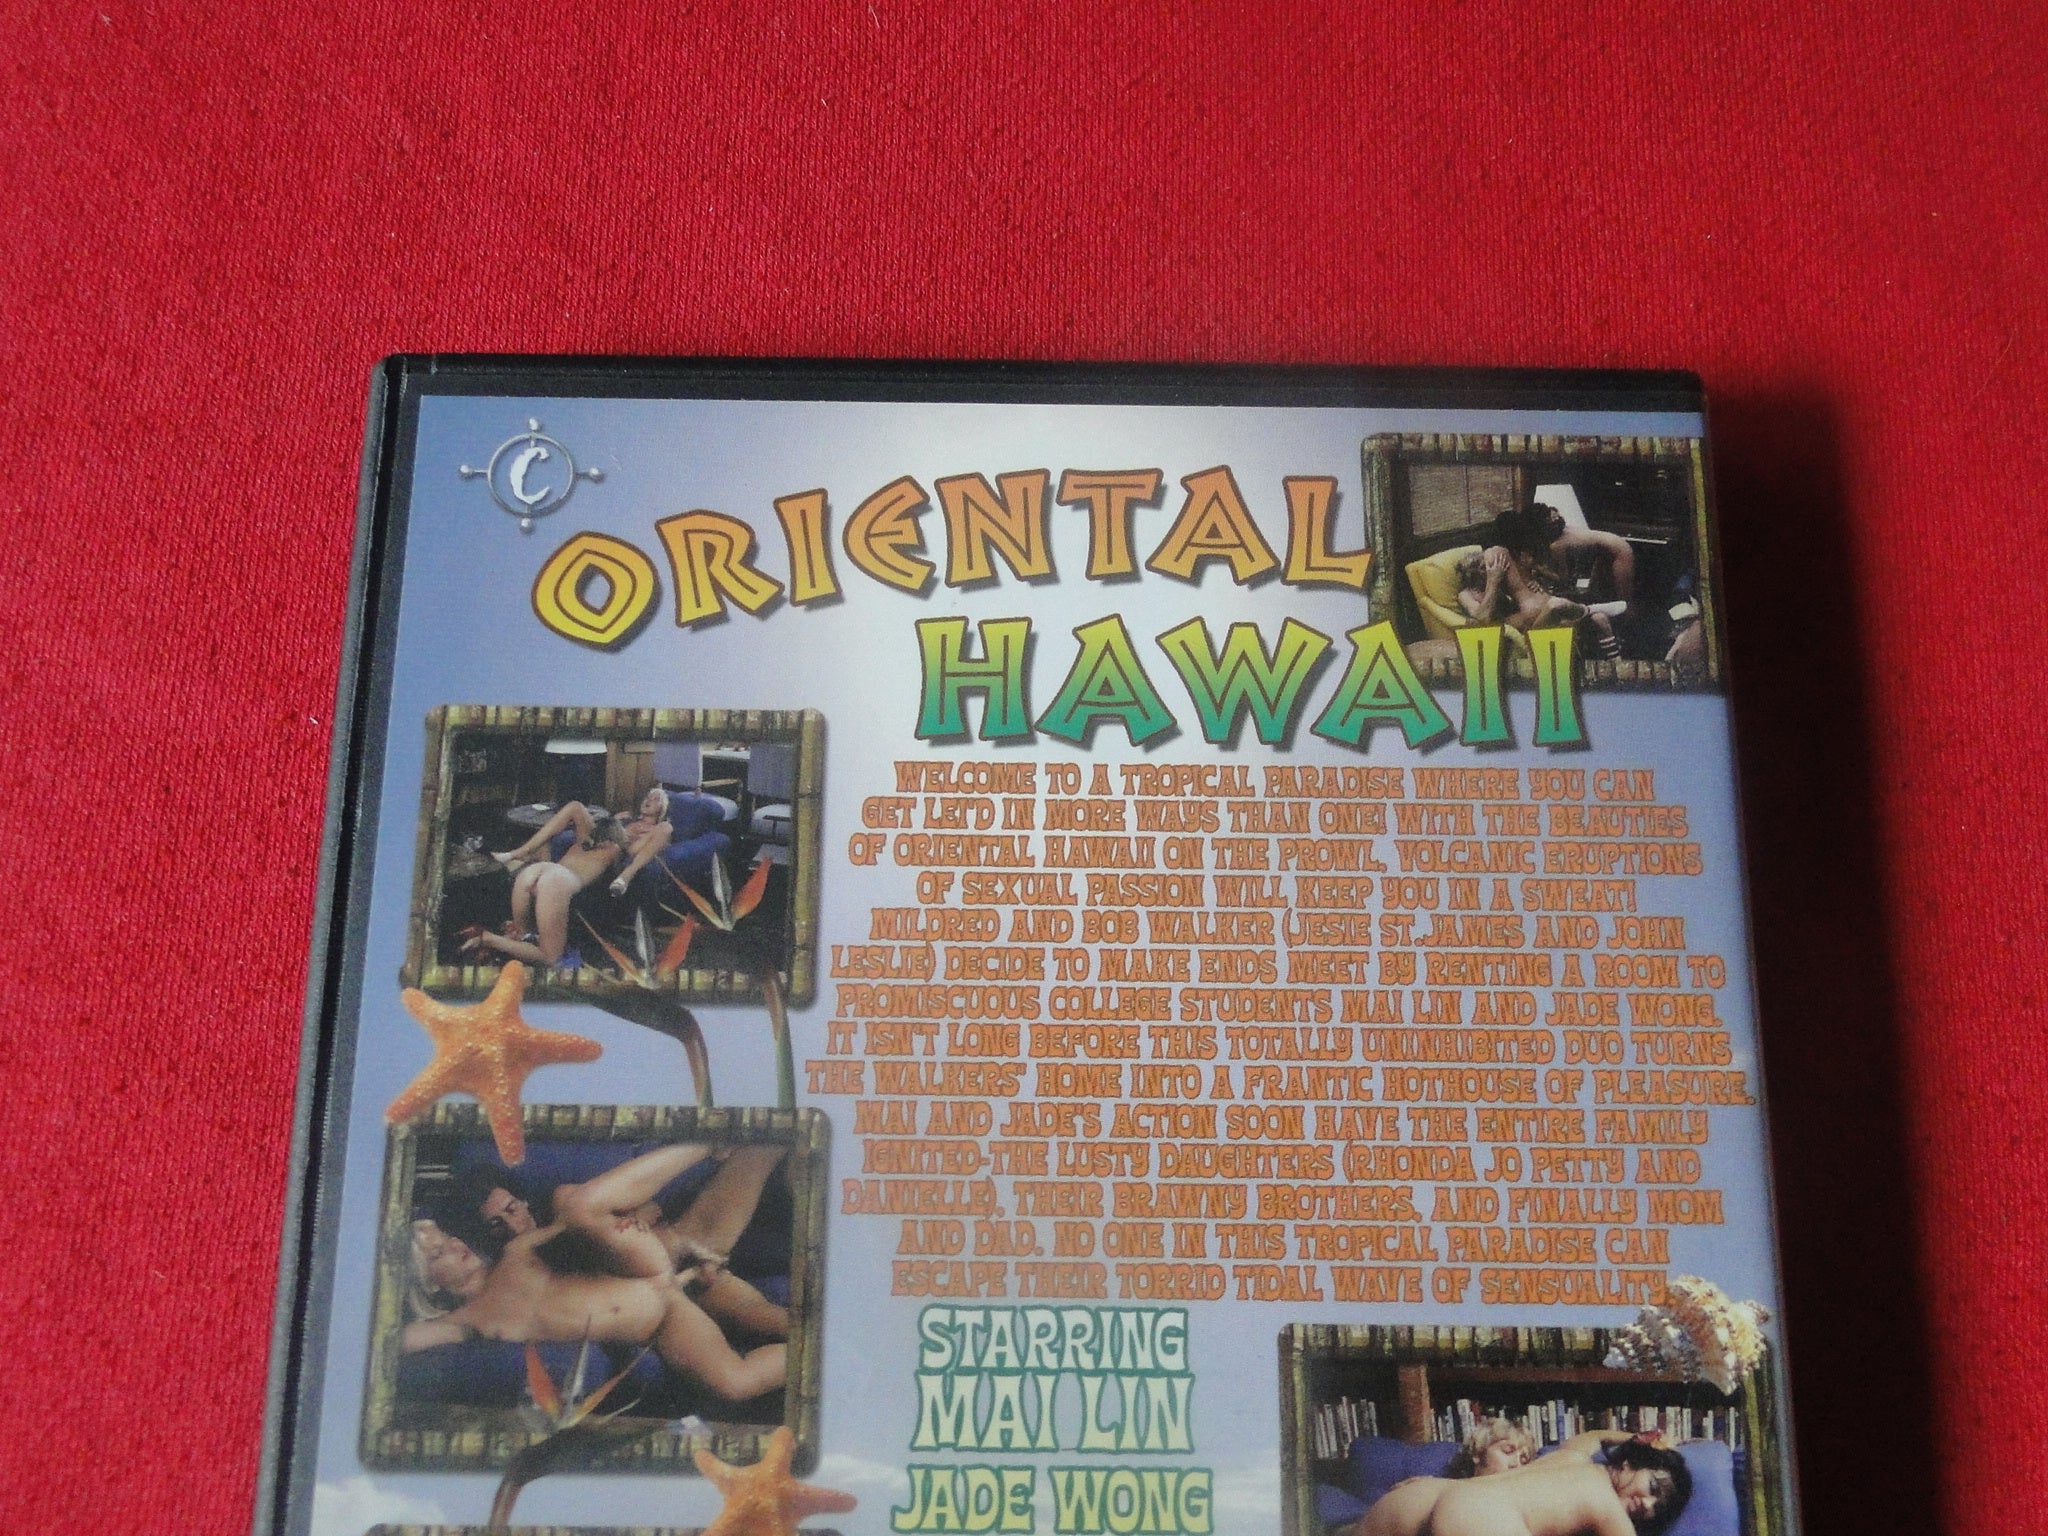 C
ORIENTAL
HAWAII
WELCOME TO A TROPICAL PARADISE WHERE YOU CAN
GET LEI'D IN MORE WAYS THAN ONE! WITH THE BEAUTIES
OF ORIENTAL HAWAII ON THE PROWL, VOLCANIC ERUPTIONS
OF SEXUAL PASSION WILL KEEP YOU IN A SWEAT!
MILDRED AND BOB WALKER (JESIE ST.JAMES AND JOHN
LESLIE) DECIDE TO MAKE ENDS MEET BY RENTING A ROOM TO
PROMISCUOUS COLLEGE STUDENTS MAI LIN AND JADE WONG.
IT ISN'T LONG BEFORE THIS TOTALLY UNINHIBITED DUO TURNS
THE WALKERS' HOME INTO A FRANTIC HOTHOUSE OF PLEASURE.
MAI AND JADE'S ACTION SOON HAVE THE ENTIRE FAMILY
IGNITED-THE LUSTY DAUGHTERS (RHONDA JO PETTY AND
DANIELLE), THEIR BRAWNY BROTHERS, AND FINALLY MOM
AND DAD. NO ONE IN THIS TROPICAL PARADISE CAN
ESCAPE THEIR TORRID TIDAL WAVE OF SENSUALITY.
STARRING
MAI LIN
JADE WONG